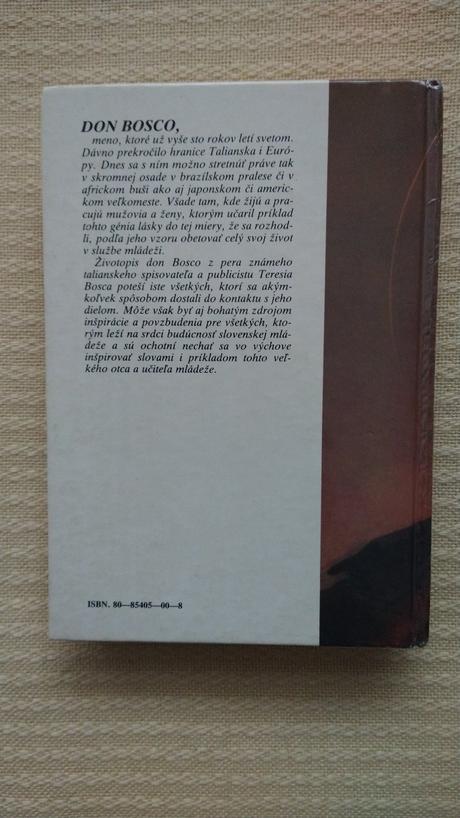 DON BOSCO,
meno, ktoré už vyše sto rokov letí svetom.
Dávno prekročilo hranice Talianska i Euró-
py. Dnes sa s ním možno stretnúť práve tak
v skromnej osade v brazílskom pralese či v
africkom buši ako aj japonskom či americ-
kom veľkomeste. Všade tam, kde žijú a pra-
cujú mužovia a ženy, ktorým učaril príklad
tohto génia lásky do tej miery, že sa rozhod-
li, podľa jeho vzoru obetovať celý svoj život
v službe mládeži.
Životopis don Bosco z pera známeho
talianskeho spisovateľa a publicistu Teresia
Bosca poteší iste všetkých, ktorí sa akým-
koľvek spôsobom dostali do kontaktu s jeho
dielom. Môže však byť aj bohatým zdrojom
inšpirácie a povzbudenia pre všetkých, kto-
rým leží na srdci budúcnosť slovenskej mlá-
deže a sú ochotní nechať sa vo výchove
inšpirovať slovami i príkladom tohto veľ-
kého otca a učiteľa mládeže.
ISBN. 80—85405—00—8